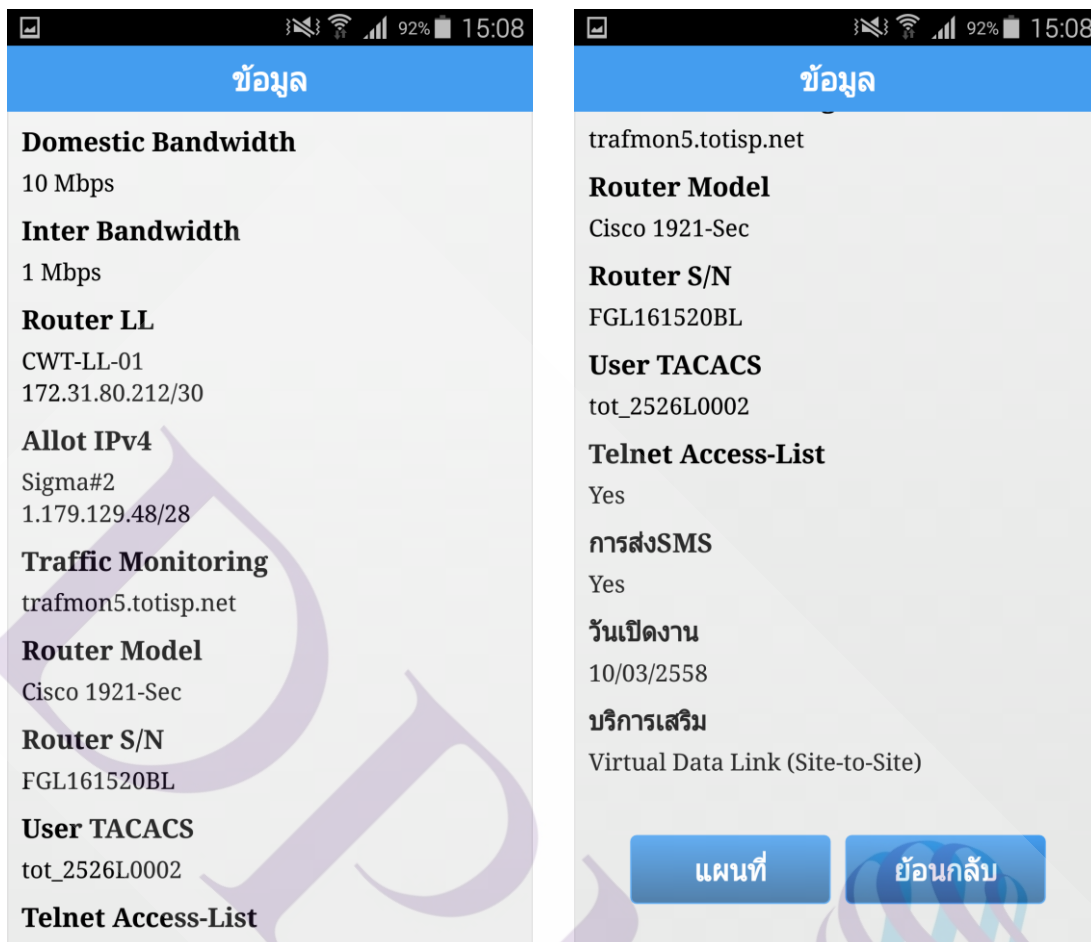 92% 15:08
ข้อมูล
Domestic Bandwidth
10 Mbps
Inter Bandwidth
1 Mbps
Router LL
CWT-LL-01
172.31.80.212/30
Allot IPv4
Sigma#2
1.179.129.48/28
Traffic Monitoring
trafmon5.totisp.net
Router Model
Cisco 1921-Sec
Router S/N
FGL161520BL
User TACACS
tot_2526L0002
Telnet Access-List
92% 15:08
ข้อมูล
trafmon5.totisp.net
Router Model
Cisco 1921-Sec
Router S/N
FGL161520BL
User TACACS
tot_2526L0002
Telnet Access-List
Yes
การส่งSMS
Yes
วันเปิดงาน
10/03/2558
บริการเสริม
Virtual Data Link (Site-to-Site)
แผนที่
ย้อนกลับ